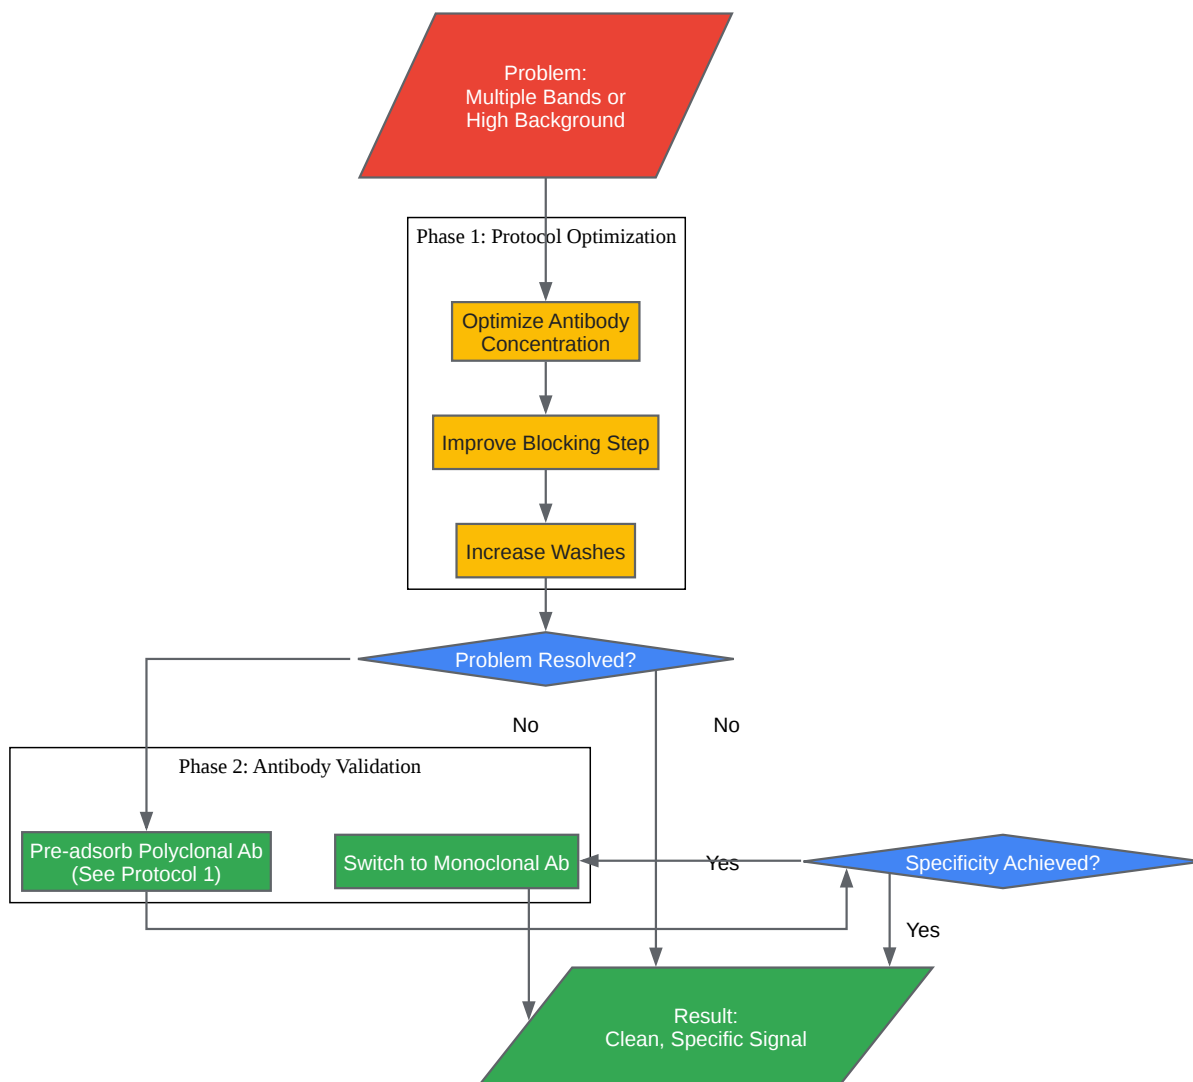 Problem:
Multiple Bands or
High Background
Phase 1: Protocol Optimization
Optimize Antibody
Concentration
Improve Blocking Step
Increase Washes
Problem Resolved?
No
No
Phase 2: Antibody Validation
Pre-adsorb Polyclonal Ab
(See Protocol 1)
Switch to Monoclonal Ab
Yes
Specificity Achieved?
Yes
Result:
Clean, Specific Signal